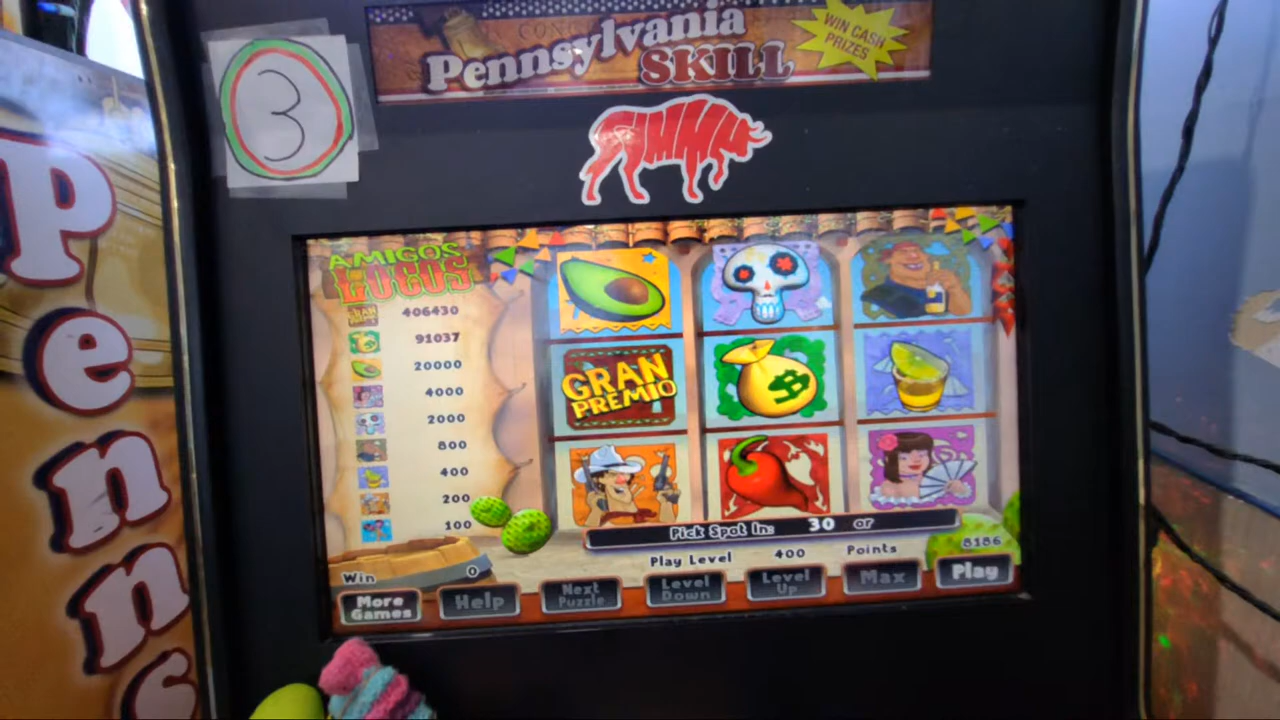 Pennsylvania
SKILL
WIN CASH
PRIZES
3
Penns
AMIGOS
LOCOS
GRAN
PREMIO
406430
91037
20000
4000
2000
800
400
200
100
Pick Spot In: 30 or
Play Level 400 Points 8186
Win 0
More
Games
Help
Next
Puzzle
Level
Down
Level
Up
Max
Play